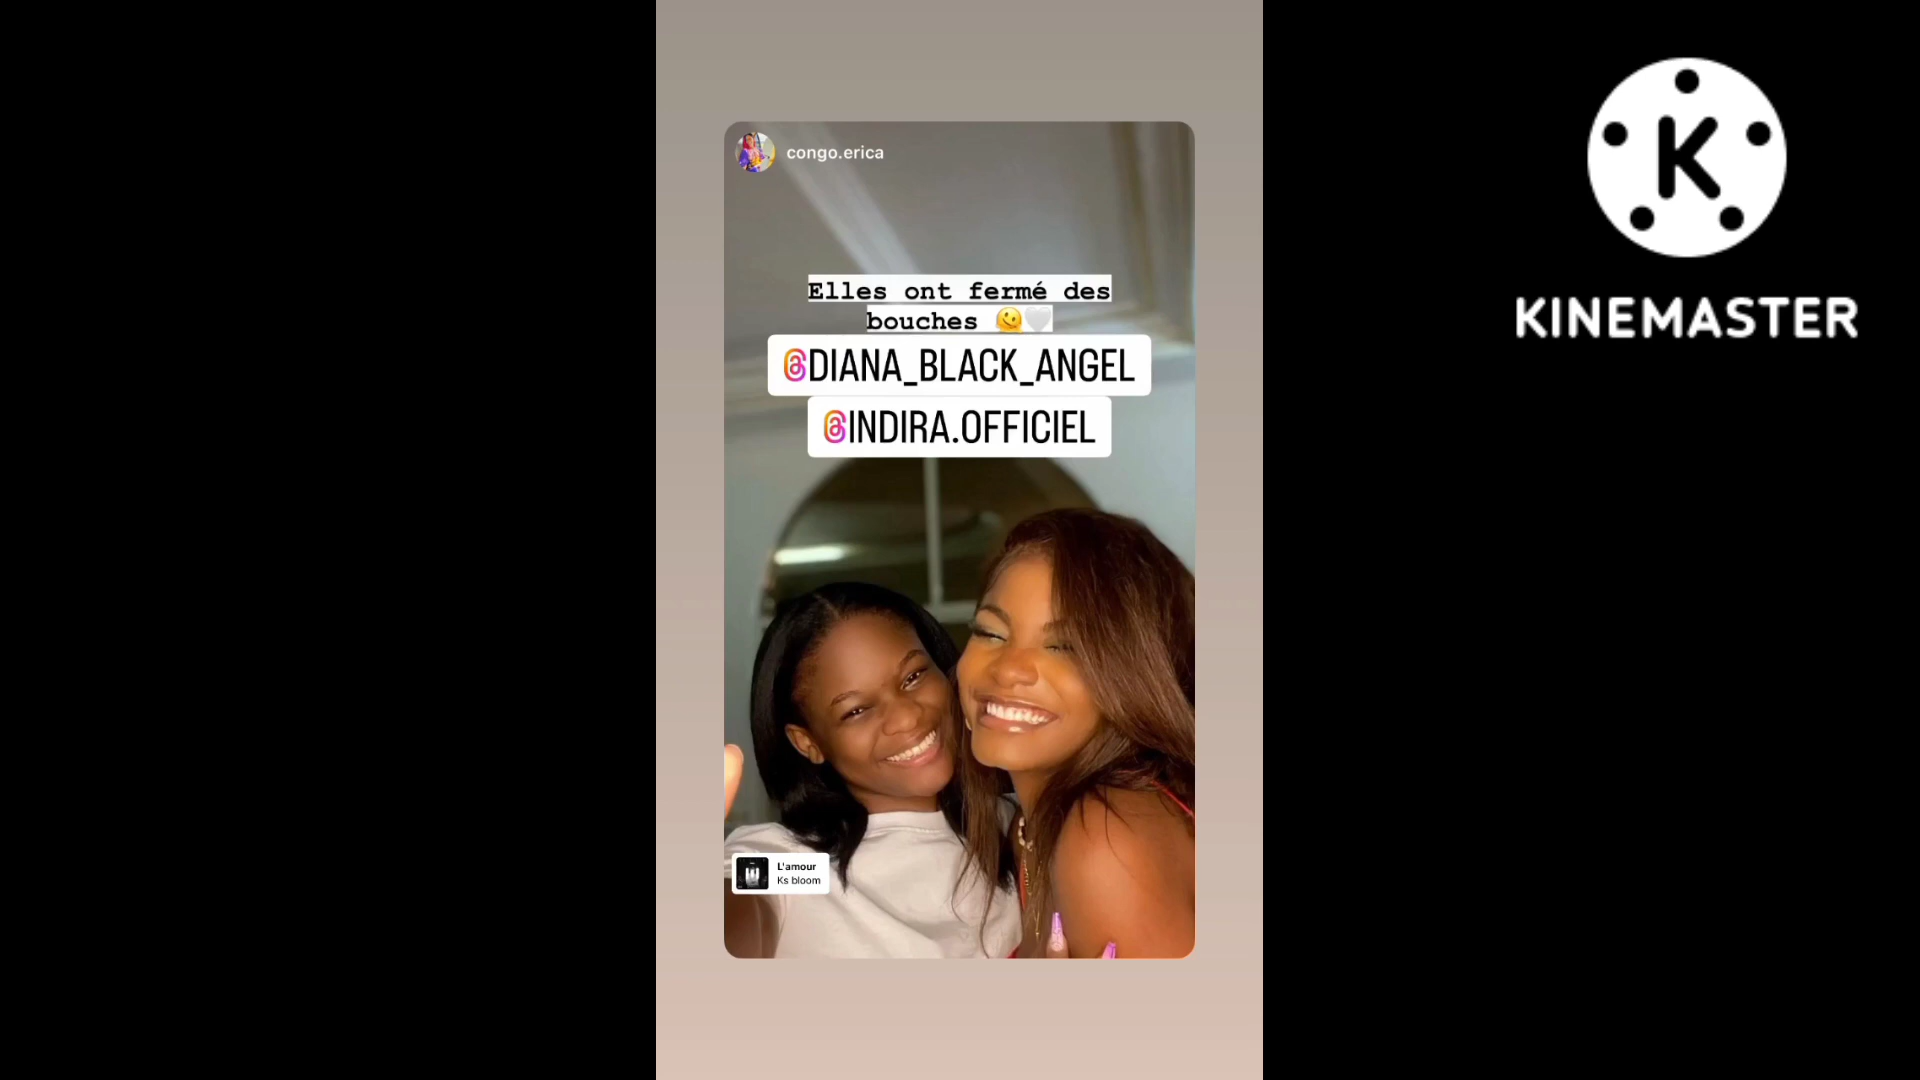 congo.erica
Elles ont fermé des
bouches 🫠🤍
@DIANA_BLACK_ANGEL
@INDIRA.OFFICIEL
L'amour
Ks bloom
K
KINEMASTER